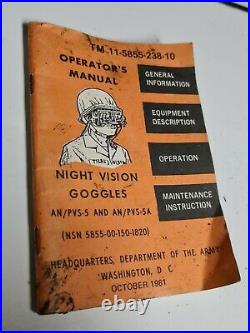 TM 11-5855-238-10
OPERATOR'S
MANUAL
NIGHT VISION
GOGGLES
AN/PVS-5 AND AN/PVS-5A
(NSN 5855-00-150-1820)
GENERAL
INFORMATION
EQUIPMENT
DESCRIPTION
OPERATION
MAINTENANCE
INSTRUCTION
HEADQUARTERS, DEPARTMENT OF THE ARMY
WASHINGTON, D C
OCTOBER 1981